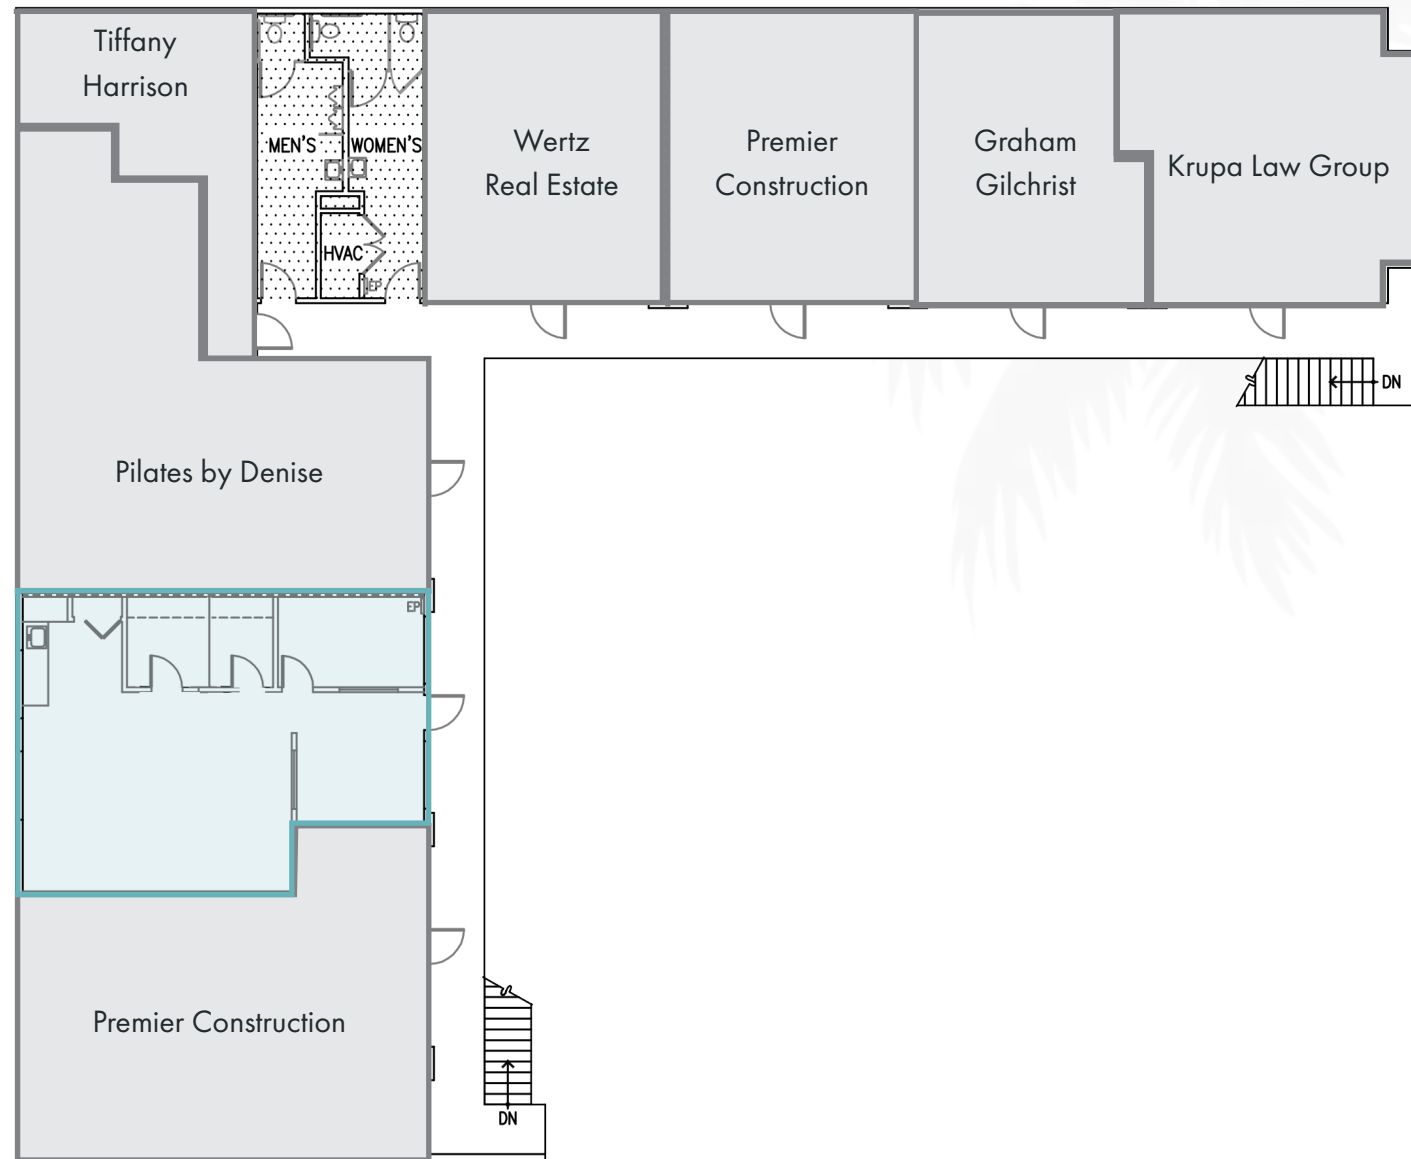 Tiffany
Harrison
MEN'S
WOMEN'S
HVAC
EP
Wertz
Real Estate
Premier
Construction
Graham
Gilchrist
Krupa Law Group
DN
Pilates by Denise
EP
Premier Construction
DN